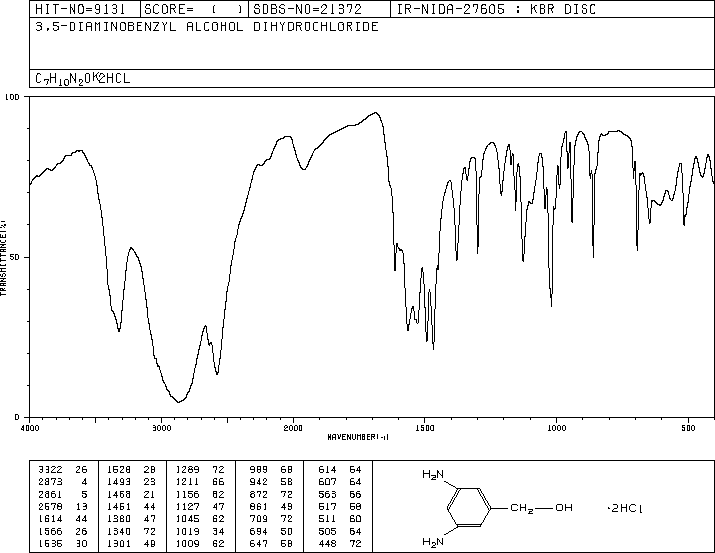 HIT-NO=9131 SCORE= ( ) SDBS-NO=21372 IR-NIDA-27605 : KBR DISC
3,5-DIAMINOBENZYL ALCOHOL DIHYDROCHLORIDE
C7H10N2O 2HCL
100
TRANSMITTANCE(%)
50
0
4000 3000 2000 1500 1000 500
WAVENUMBER(-1)
3322 26 1528 28 1289 72 989 68 614 64
2873 4 1493 23 1211 66 942 58 607 64
2861 5 1468 21 1156 62 872 72 563 66
2578 13 1451 44 1127 47 861 49 517 58
1614 44 1380 47 1045 62 709 72 511 60
1566 26 1340 72 1019 34 694 50 505 64
1535 30 1301 49 1009 62 647 58 448 72
H2N
CH2 OH ·2HCl
H2N